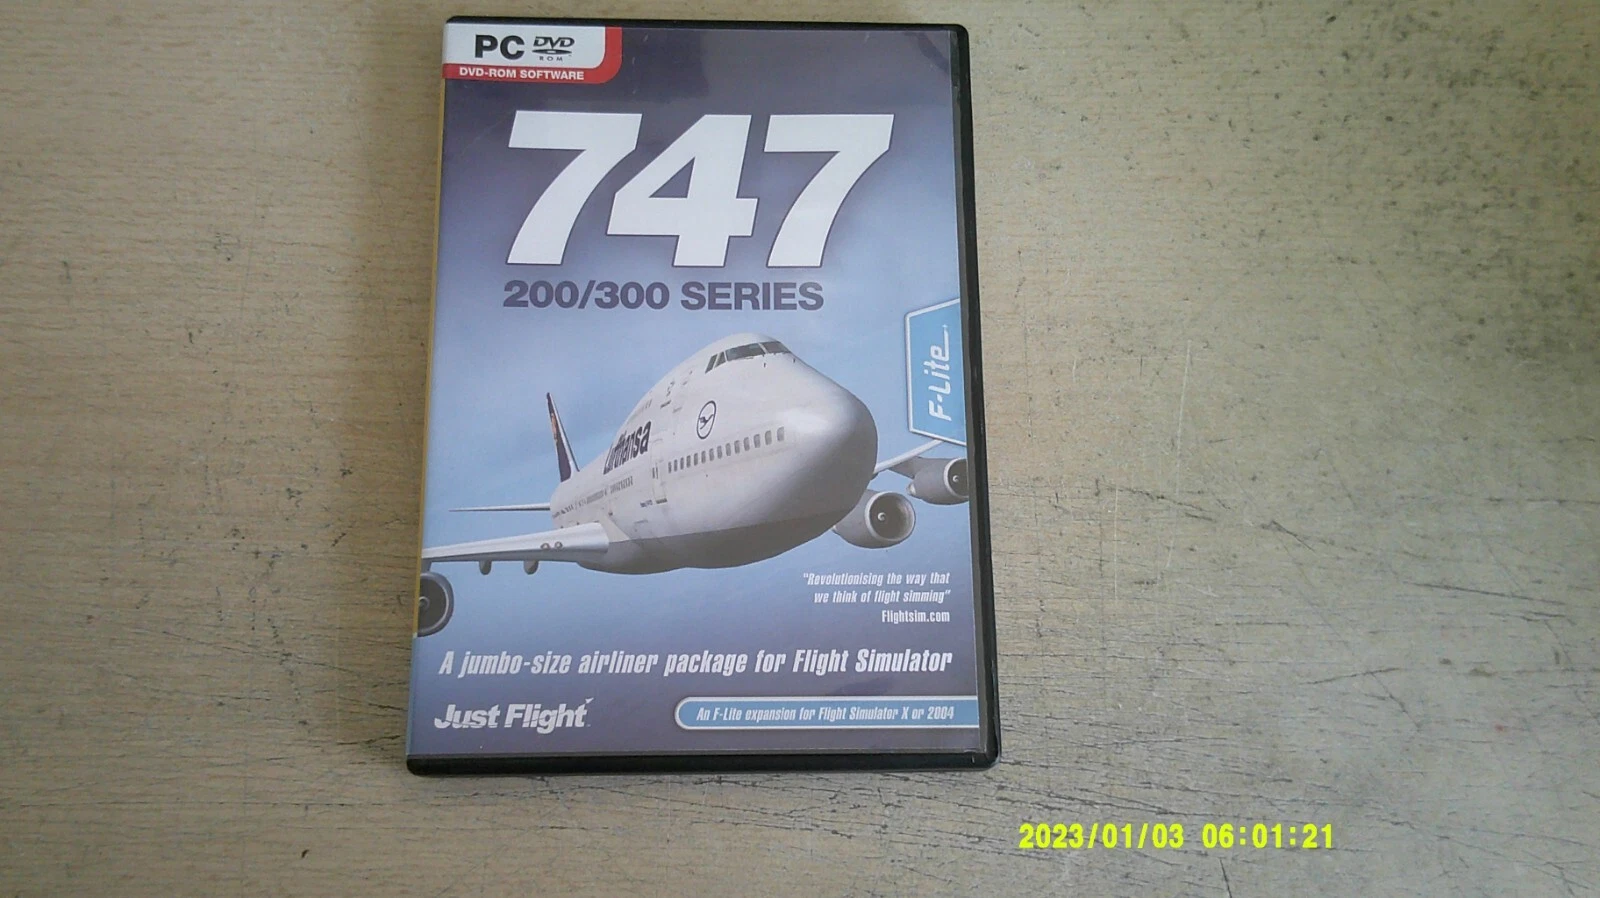 PC DVD
ROM
DVD-ROM SOFTWARE
747
200/300 SERIES
F-Lite
Lufthansa
"Revolutionising the way that
we think of flight simming"
Flightsim.com
A jumbo-size airliner package for Flight Simulator
Just Flight
An F-Lite expansion for Flight Simulator X or 2004
2023/01/03 06:01:21